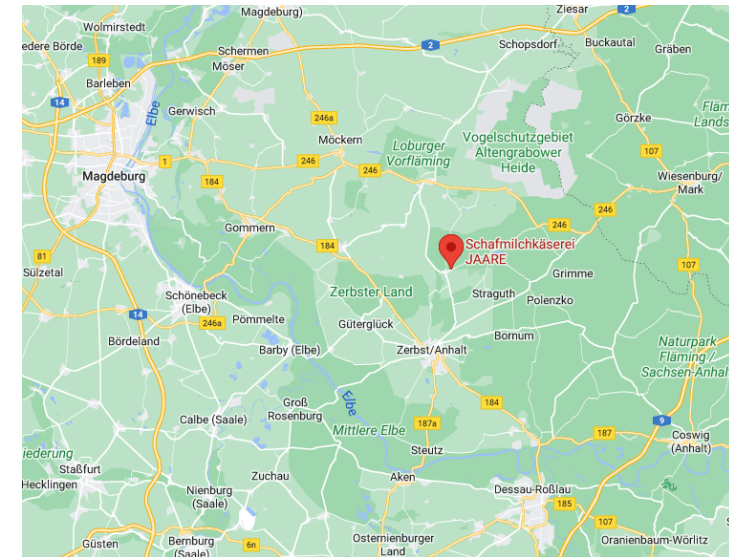 Magdeburg)
Ziesar
2
Wolmirstedt
edere Börde
Schermen
2
Schopsdorf
Buckautal
Gräben
189
Möser
Barleben
14
Elbe
Gerwisch
246a
Görzke
Fläm
Lands
Möckern
Loburger
Vorfläming
Vogelschutzgebiet
Altengrabower
Heide
107
1
246
246
Magdeburg
184
Wiesenburg/
Mark
246
246
Gommern
184
81
Schafmilchkäserei
JAARE
107
Sülzetal
Grimme
Schönebeck
(Elbe)
Zerbster Land
Straguth
Polenzko
14
246a
Pömmelte
Güterglück
Bördeland
Barby (Elbe)
Zerbst/Anhalt
Bornum
Naturpark
Fläming /
Sachsen-Anhal
Elbe
Groß
Rosenburg
184
Calbe (Saale)
187a
9
Mittlere Elbe
187
Coswig
(Anhalt)
iederung
Steutz
Staßfurt
Hecklingen
Zuchau
Aken
Nienburg
(Saale)
Dessau-Roßlau
185
107
Güsten
Bernburg
(Saale)
6n
Osternienburger
Land
Oranienbaum-Wörlitz